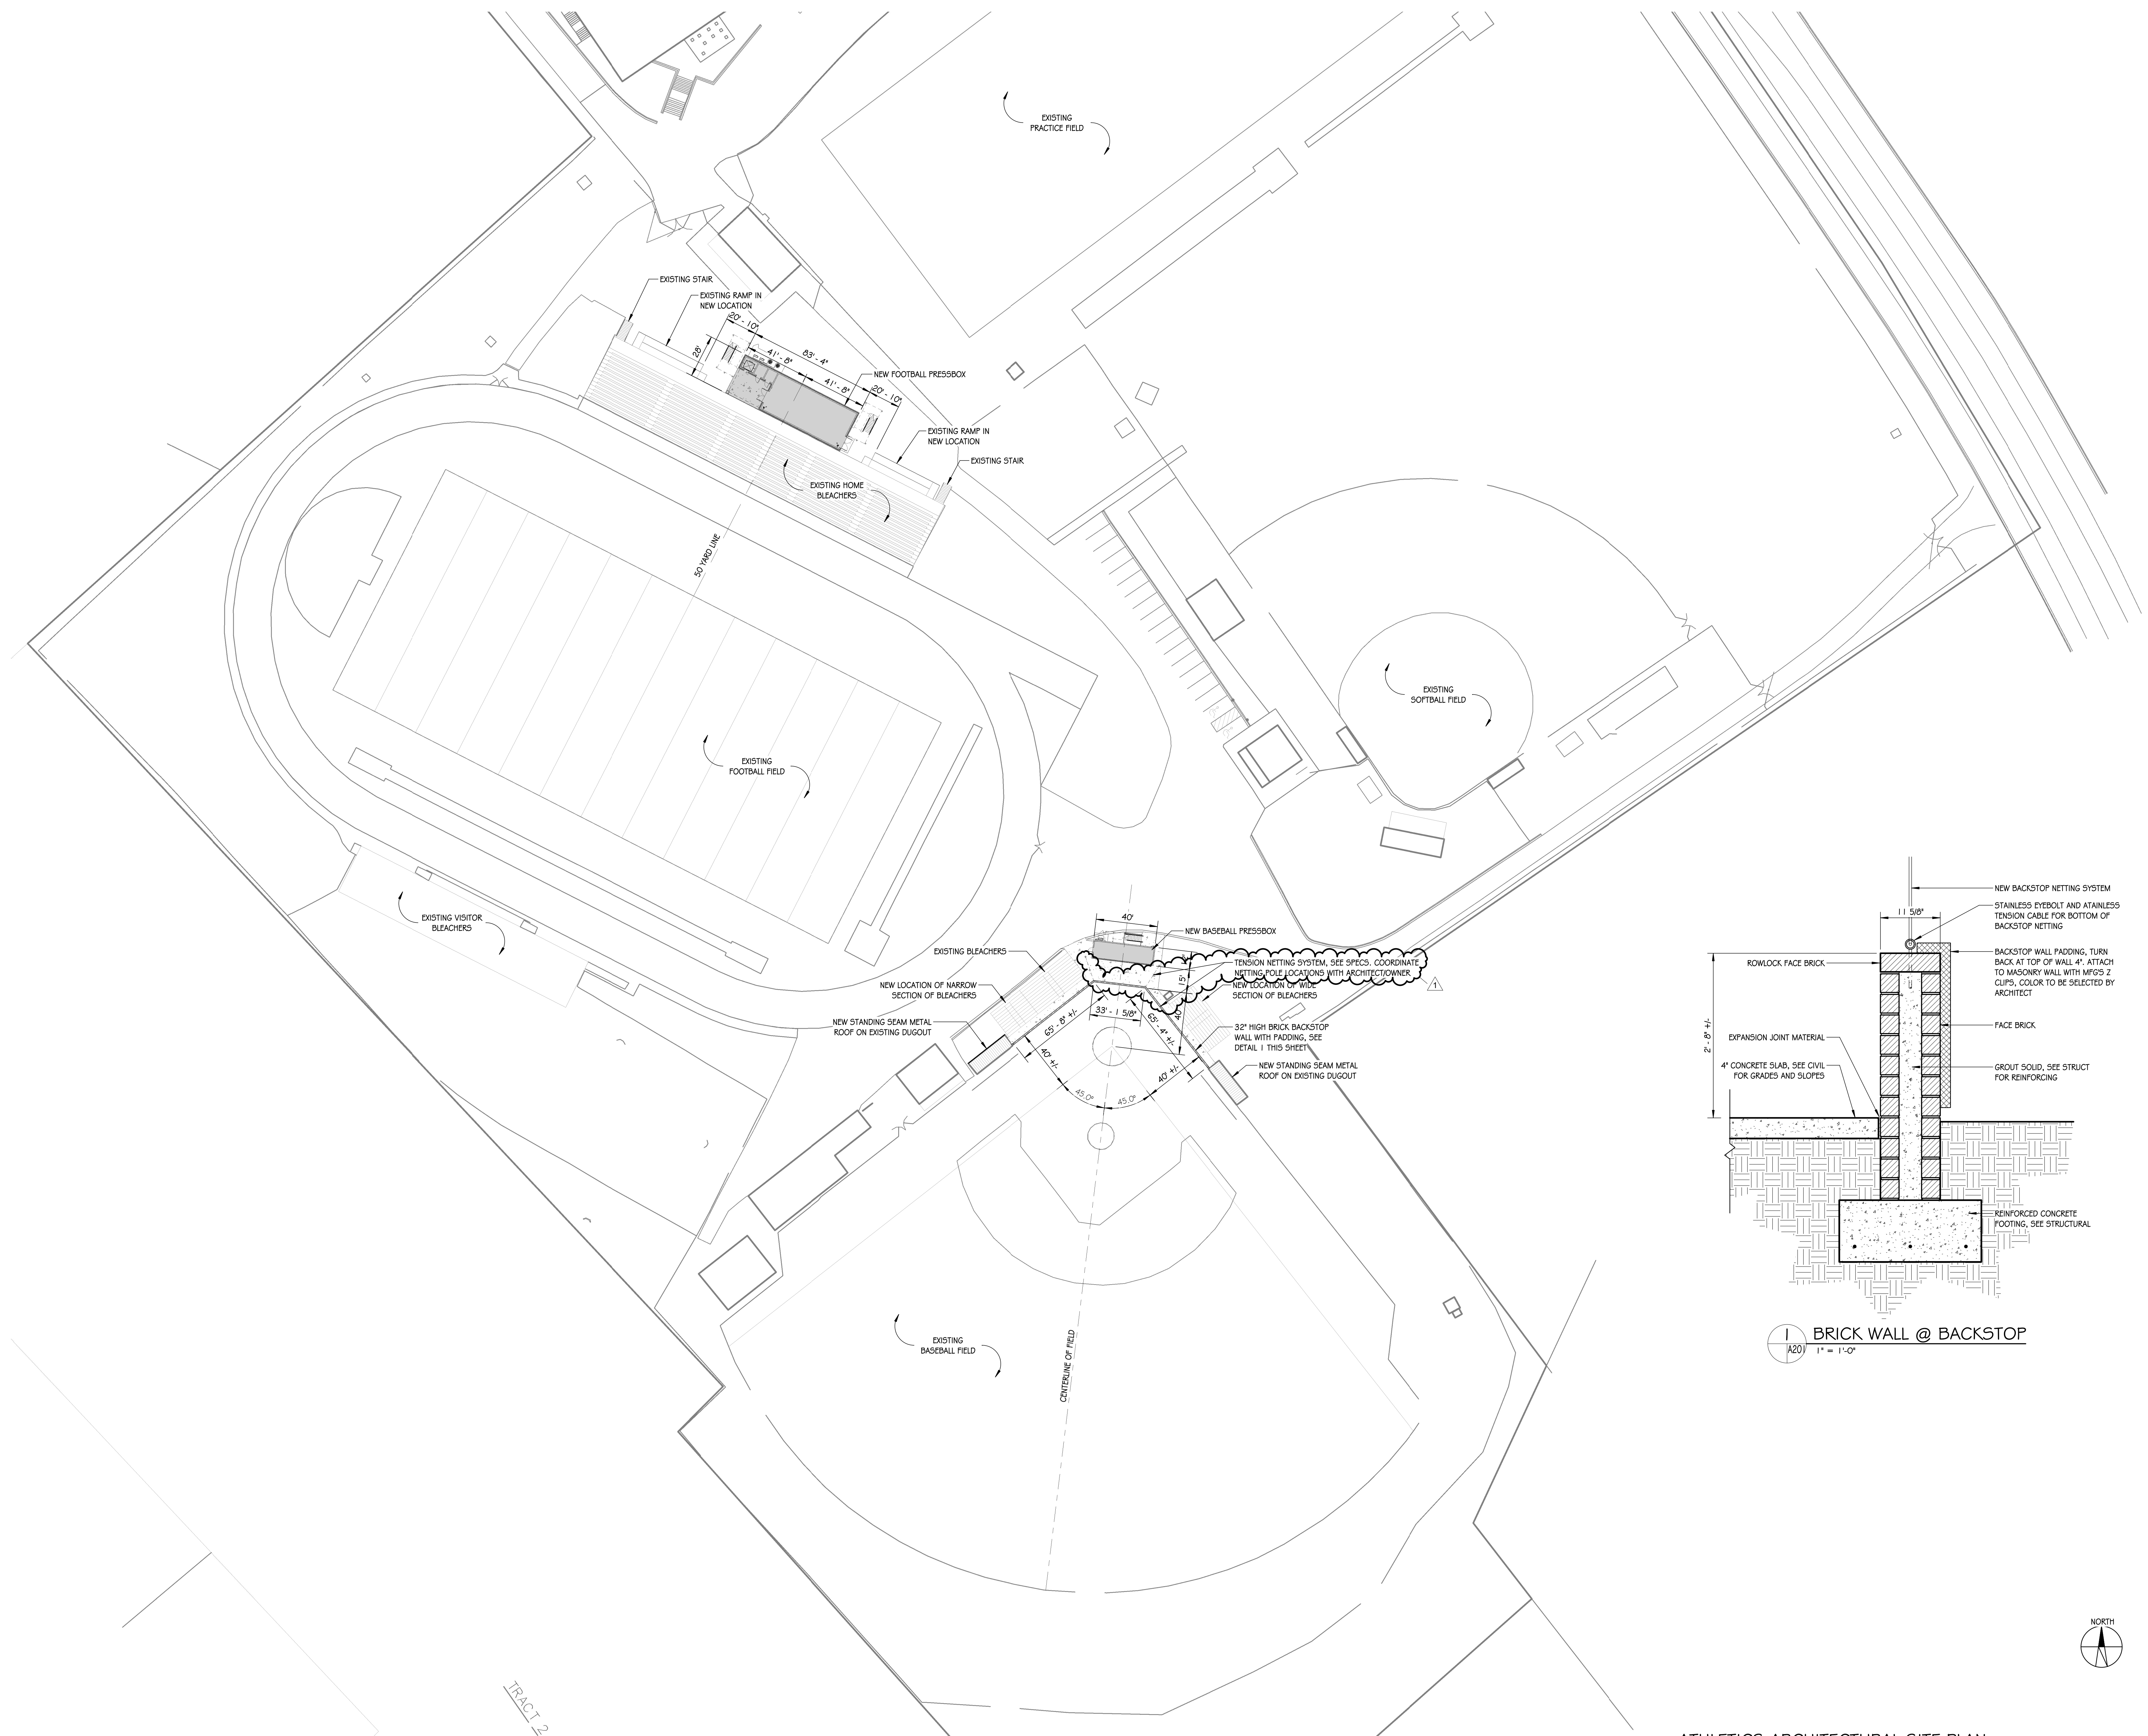 EXISTING
PRACTICE FIELD
EXISTING STAIR
EXISTING RAMP IN
NEW LOCATION
20' - 10"
83' - 4"
28'
41' - 8"
41' - 8"
20' - 10"
NEW FOOTBALL PRESSBOX
EXISTING RAMP IN
NEW LOCATION
EXISTING STAIR
EXISTING HOME
BLEACHERS
50 YARD LINE
EXISTING
SOFTBALL FIELD
EXISTING
FOOTBALL FIELD
EXISTING VISITOR
BLEACHERS
40'
NEW BASEBALL PRESSBOX
EXISTING BLEACHERS
TENSION NETTING SYSTEM, SEE SPECS. COORDINATE
NETTING POLE LOCATIONS WITH ARCHITECT/OWNER
1
15'
NEW LOCATION OF NARROW
SECTION OF BLEACHERS
NEW LOCATION OF WIDE
SECTION OF BLEACHERS
33' - 1 5/8"
40'
NEW STANDING SEAM METAL
ROOF ON EXISTING DUGOUT
65' - 8" +/-
65' - 4" +/-
32" HIGH BRICK BACKSTOP
WALL WITH PADDING, SEE
DETAIL 1 THIS SHEET
40' +/-
40' +/-
NEW STANDING SEAM METAL
ROOF ON EXISTING DUGOUT
45.0°
45.0°
EXISTING
BASEBALL FIELD
CENTERLINE OF FIELD
TRACT 2
NEW BACKSTOP NETTING SYSTEM
11 5/8"
STAINLESS EYEBOLT AND ATAINLESS
TENSION CABLE FOR BOTTOM OF
BACKSTOP NETTING
ROWLOCK FACE BRICK
BACKSTOP WALL PADDING, TURN
BACK AT TOP OF WALL 4". ATTACH
TO MASONRY WALL WITH MFG'S Z
CLIPS, COLOR TO BE SELECTED BY
ARCHITECT
2' - 8" +/-
FACE BRICK
EXPANSION JOINT MATERIAL
4" CONCRETE SLAB, SEE CIVIL
FOR GRADES AND SLOPES
GROUT SOLID, SEE STRUCT
FOR REINFORCING
REINFORCED CONCRETE
FOOTING, SEE STRUCTURAL
1
A201
BRICK WALL @ BACKSTOP
1" = 1'-0"
NORTH
ATHLETICS ARCHITECTURAL SITE PLAN